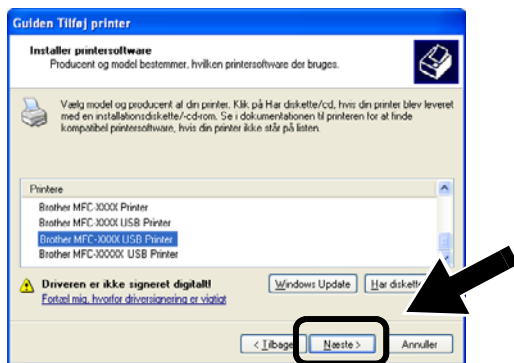 Guiden Tilføj printer
Installer printersoftware
Producent og model bestemmer, hvilken printersoftware der bruges.
Vælg model og producent af din printer. Klik på Har diskette/cd, hvis din printer blev leveret
med en installationsdiskette/-cd-rom. Se i dokumentationen til printeren for at finde
kompatibel printersoftware, hvis din printer ikke står på listen.
Printere
Brother MFC-XXXX Printer
Brother MFC-XXXX USB Printer
Brother MFC-XXXX USB Printer
Brother MFC-XXXXX USB Printer
Driveren er ikke signeret digitalt!
Windows Update
Har diskette
Fortæl mig, hvorfor driversignering er vigtigt
< Tilbage
Næste >
Annuller